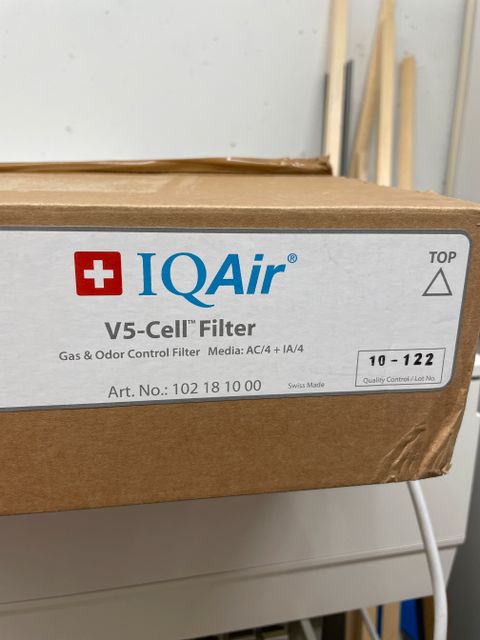 IQAir®
TOP
V5-Cell™ Filter
Gas & Odor Control Filter Media: AC/4 + IA/4
10-122
Quality Control / Lot No.
Art. No.: 102 18 10 00
Swiss Made